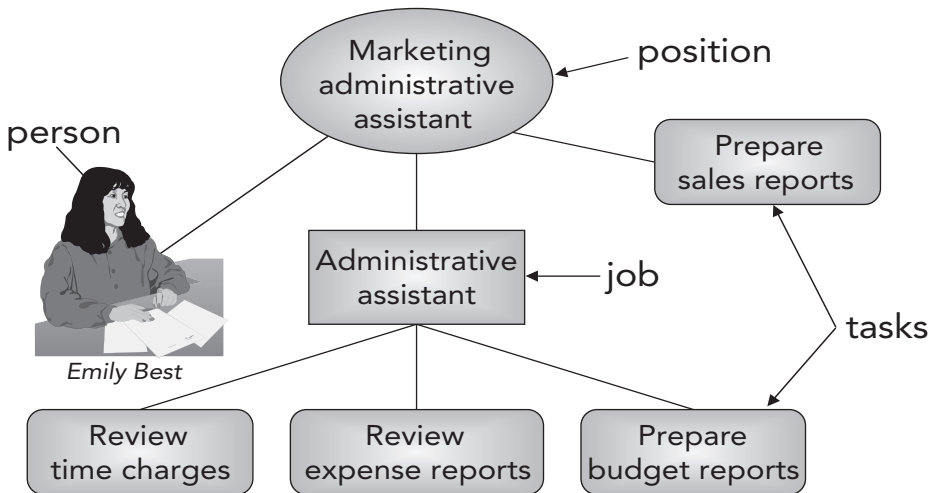 Marketing
administrative
assistant
position
person
Prepare
sales reports
Administrative
assistant
job
tasks
Emily Best
Review
time charges
Review
expense reports
Prepare
budget reports